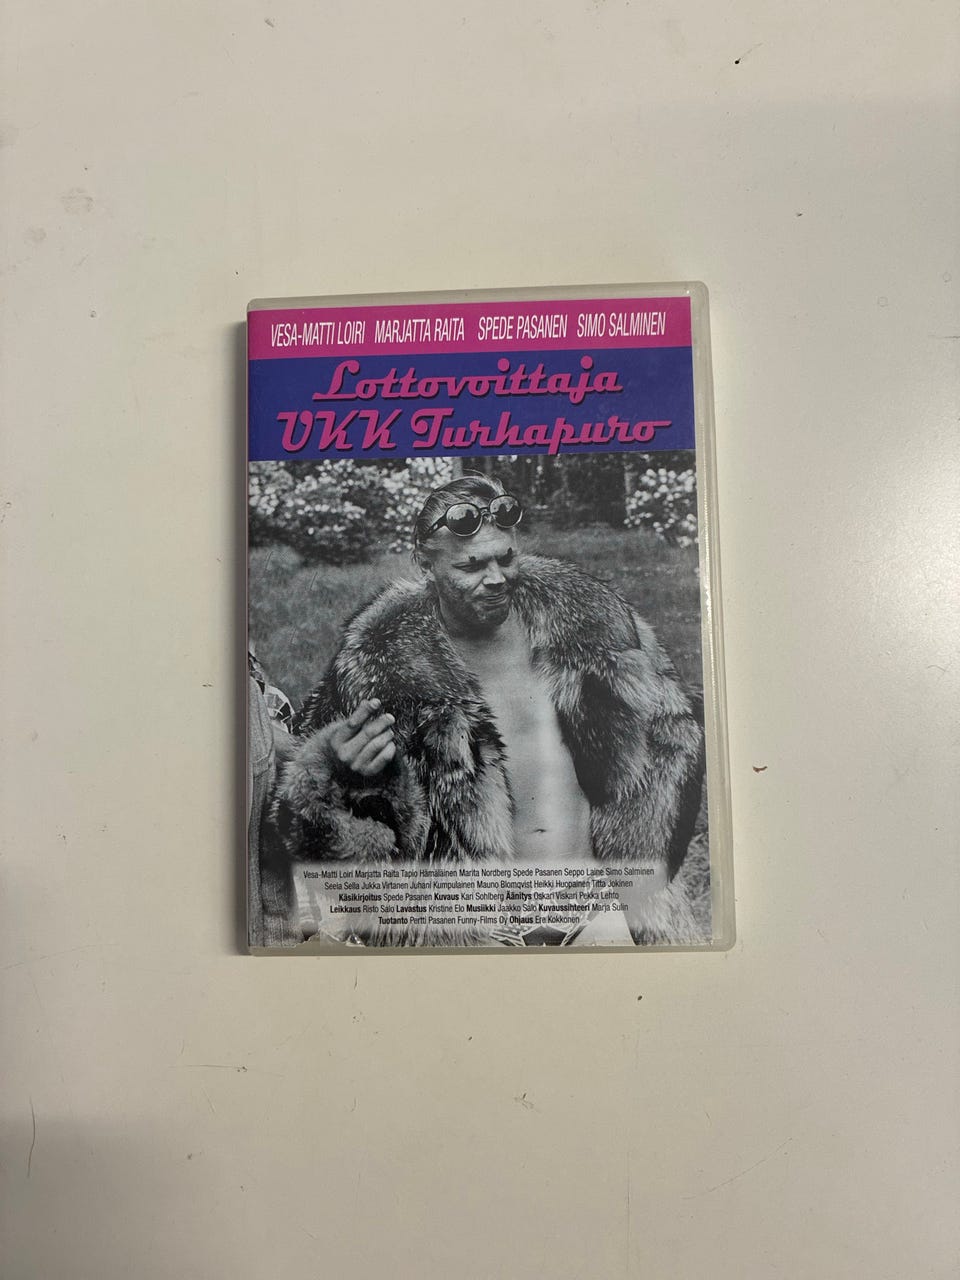 VESA-MATTI LOIRI MARJATTA RAITA SPEDE PASANEN SIMO SALMINEN
Lottovoittaja
UKK Turhapuro
Vesa-Matti Loiri Marjatta Raita Tapio Hämäläinen Marita Nordberg Spede Pasanen Seppo Laine Simo Salminen
Seela Sella Jukka Virtanen Juhani Kumpulainen Mauno Blomqvist Heikki Huopainen Titta Jokinen
Käsikirjoitus Spede Pasanen Kuvaus Kari Sohlberg Äänitys Oskari Viskari Pekka Lehto
Leikkaus Risto Salo Lavastus Kristine Elo Musiikki Jaakko Salo Kuvaussihteeri Marja Sulin
Tuotanto Pertti Pasanen Funny-Films Oy Ohjaus Ere Kokkonen